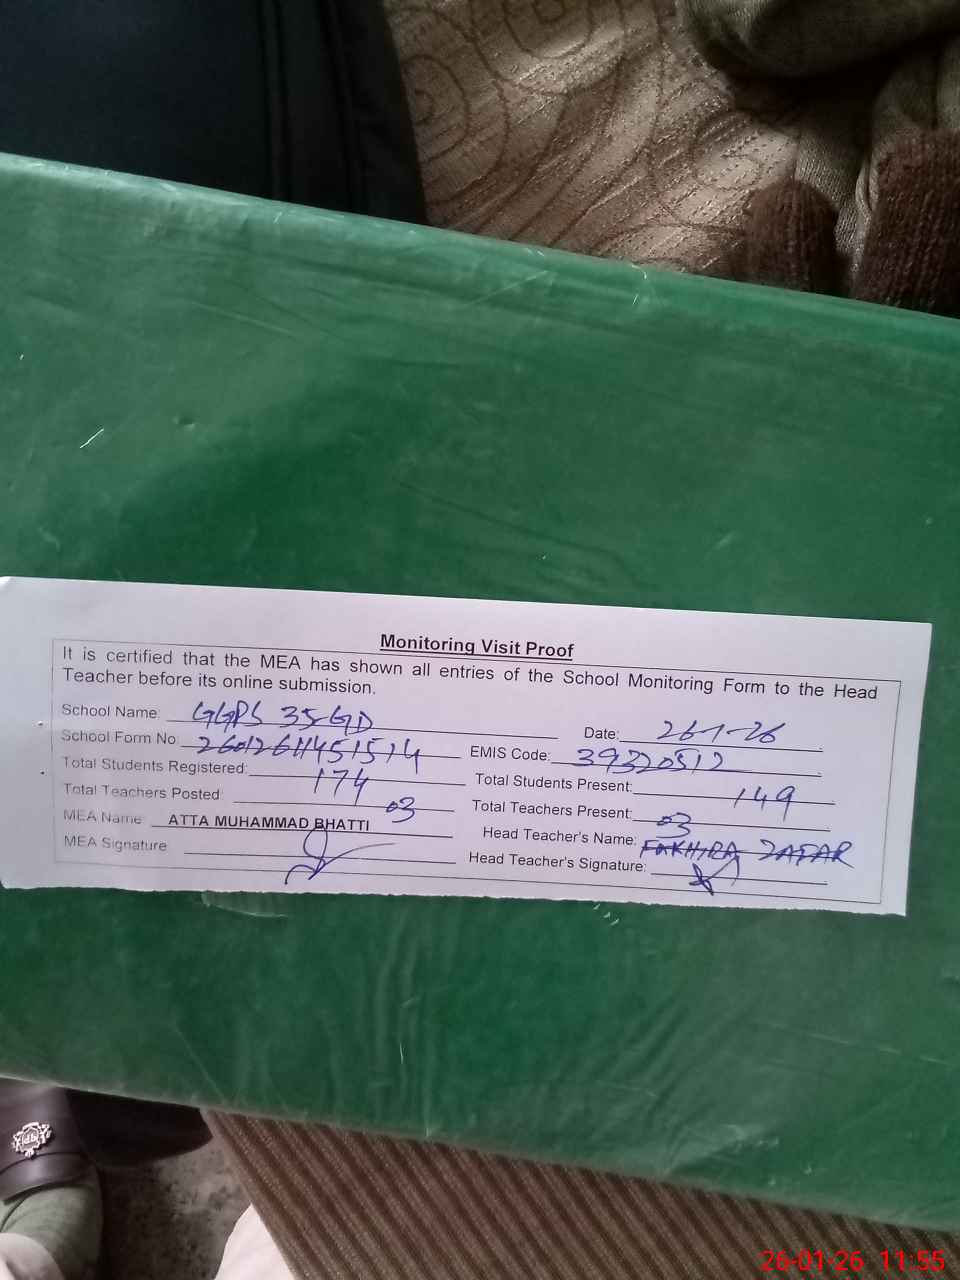 Monitoring Visit Proof
It is certified that the MEA has shown all entries of the School Monitoring Form to the Head
Teacher before its online submission.
School Name: GGPS 35 GD Date: 26-1-26
School Form No: 26012611451514 EMIS Code: 39320512
Total Students Registered: 174 Total Students Present: 149
Total Teachers Posted: 03 Total Teachers Present: 03
MEA Name ATTA MUHAMMAD BHATTI Head Teacher's Name: FAKHIRA ZAFAR
MEA Signature Head Teacher's Signature:
26-01-26 11:55